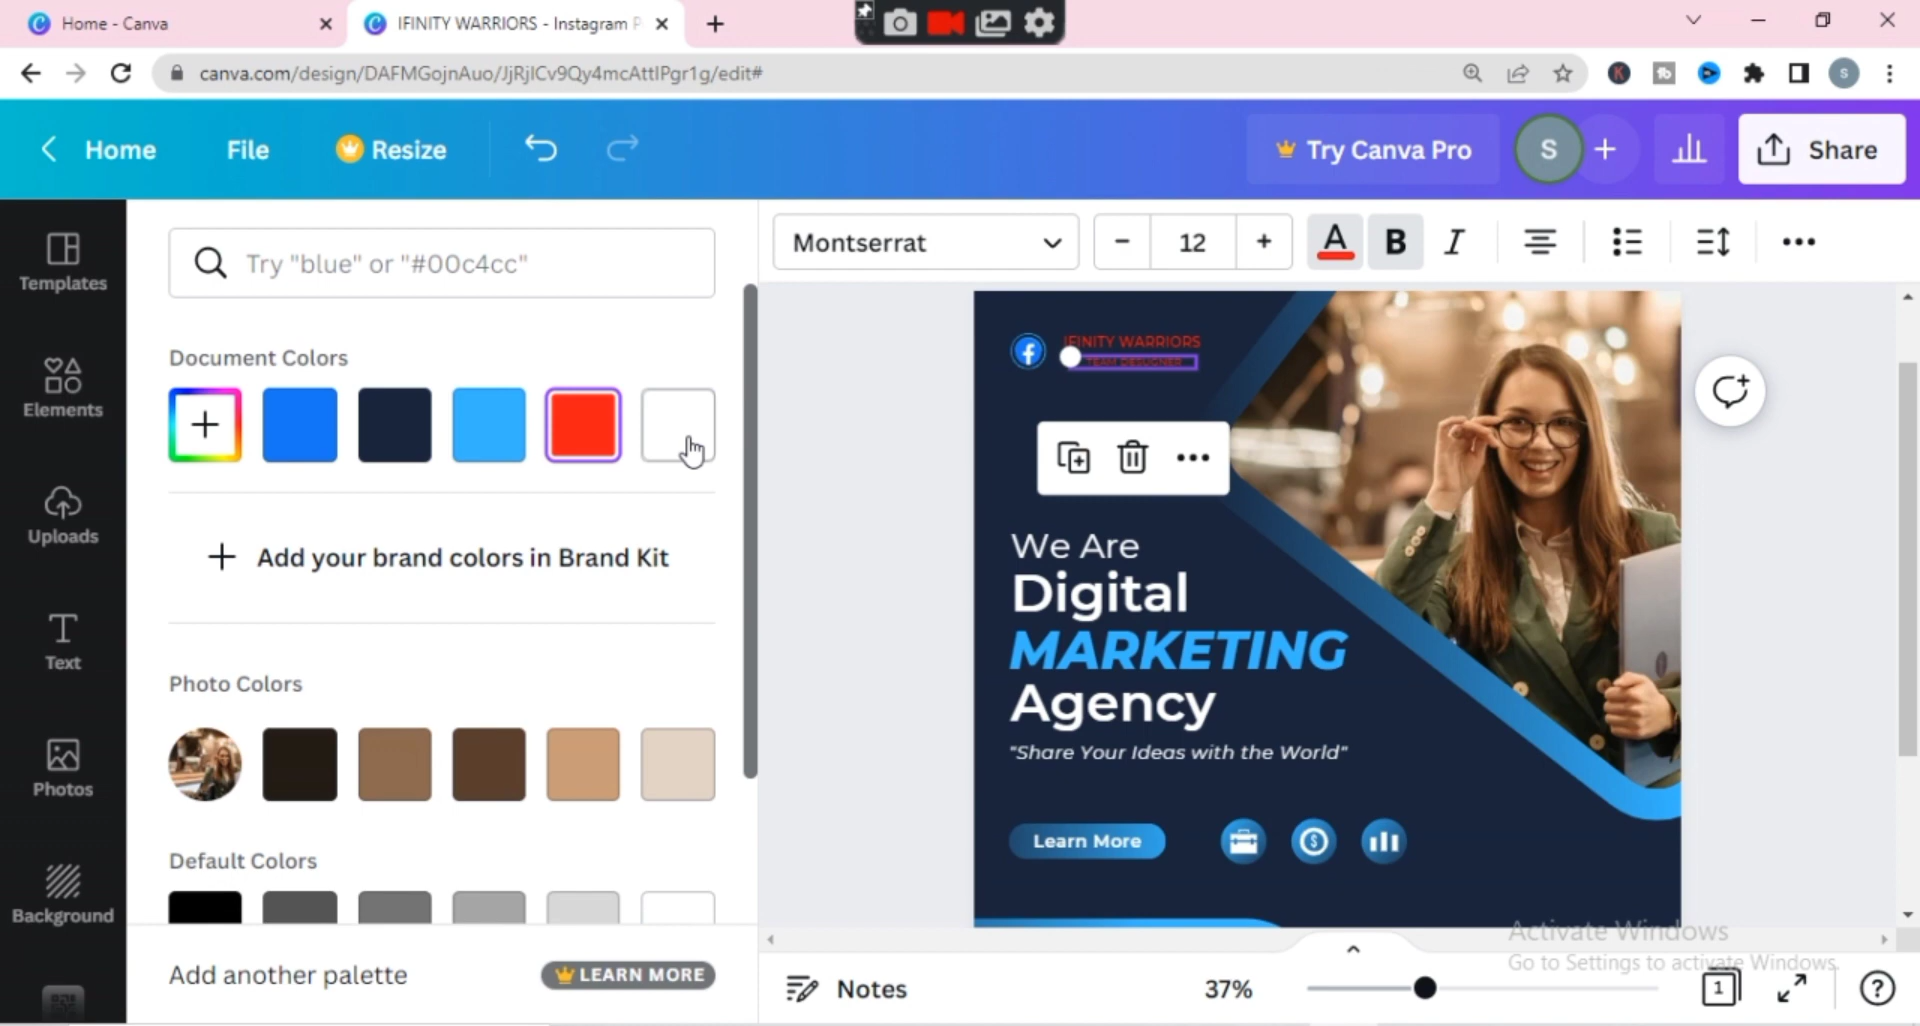 Home - Canva
IFINITY WARRIORS - Instagram P
canva.com/design/DAFMGojnAuo/JjRjlCv9Qy4mcAttlPgr1g/edit#
Home
File
Resize
Try Canva Pro
S
Share
Templates
Elements
Uploads
Text
Photos
Background
Try "blue" or "#00c4cc"
Document Colors
Add your brand colors in Brand Kit
Photo Colors
Default Colors
Add another palette
LEARN MORE
Montserrat
12
A
B
I
IFINITY WARRIORS
TEAM DESIGNER
We Are
Digital
MARKETING
Agency
"Share Your Ideas with the World"
Learn More
Activate Windows
Go to Settings to activate Windows.
Notes
37%
1